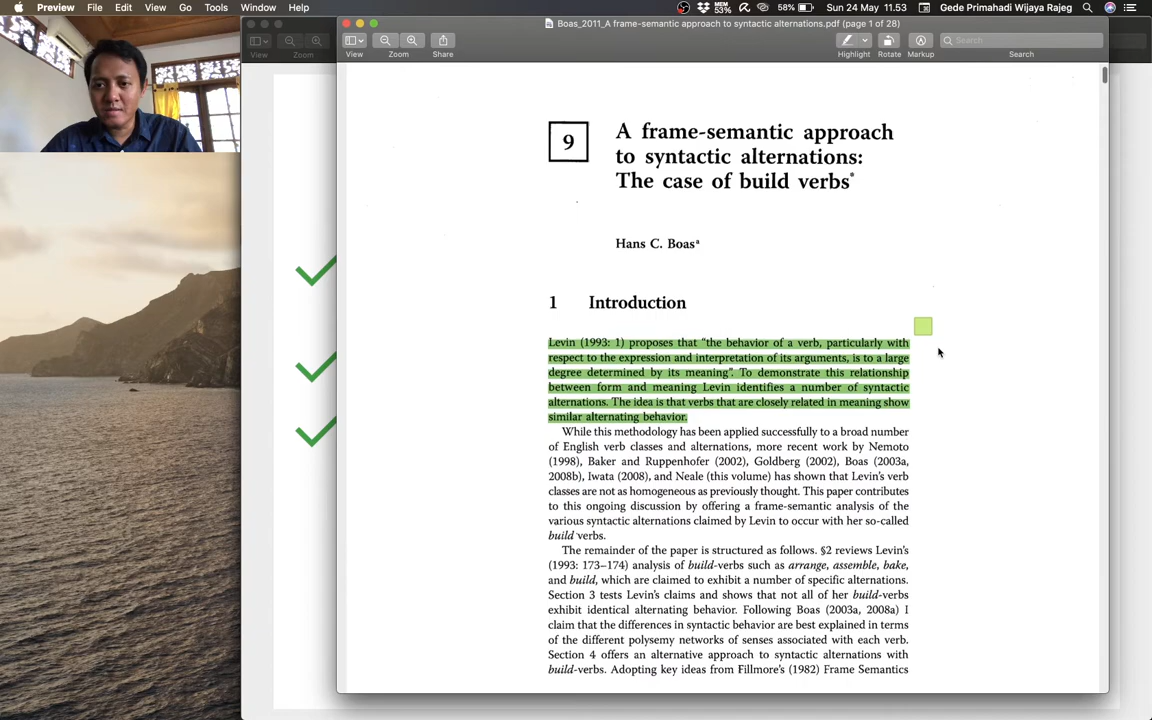 Preview File Edit View Go Tools Window Help MEM 53% 58% Sun 24 May 11.53 Gede Primahadi Wijaya Rajeg
Boas_2011_A frame-semantic approach to syntactic alternations.pdf (page 1 of 28)
Search
View Zoom View Zoom Share Highlight Rotate Markup Search
9
A frame-semantic approach
to syntactic alternations:
The case of build verbs*
Hans C. Boasª
1 Introduction
Levin (1993: 1) proposes that “the behavior of a verb, particularly with
respect to the expression and interpretation of its arguments, is to a large
degree determined by its meaning”. To demonstrate this relationship
between form and meaning Levin identifies a number of syntactic
alternations. The idea is that verbs that are closely related in meaning show
similar alternating behavior.
While this methodology has been applied successfully to a broad number
of English verb classes and alternations, more recent work by Nemoto
(1998), Baker and Ruppenhofer (2002), Goldberg (2002), Boas (2003a,
2008b), Iwata (2008), and Neale (this volume) has shown that Levin’s verb
classes are not as homogeneous as previously thought. This paper contributes
to this ongoing discussion by offering a frame-semantic analysis of the
various syntactic alternations claimed by Levin to occur with her so-called
build verbs.
The remainder of the paper is structured as follows. §2 reviews Levin’s
(1993: 173–174) analysis of build-verbs such as arrange, assemble, bake,
and build, which are claimed to exhibit a number of specific alternations.
Section 3 tests Levin’s claims and shows that not all of her build-verbs
exhibit identical alternating behavior. Following Boas (2003a, 2008a) I
claim that the differences in syntactic behavior are best explained in terms
of the different polysemy networks of senses associated with each verb.
Section 4 offers an alternative approach to syntactic alternations with
build-verbs. Adopting key ideas from Fillmore’s (1982) Frame Semantics